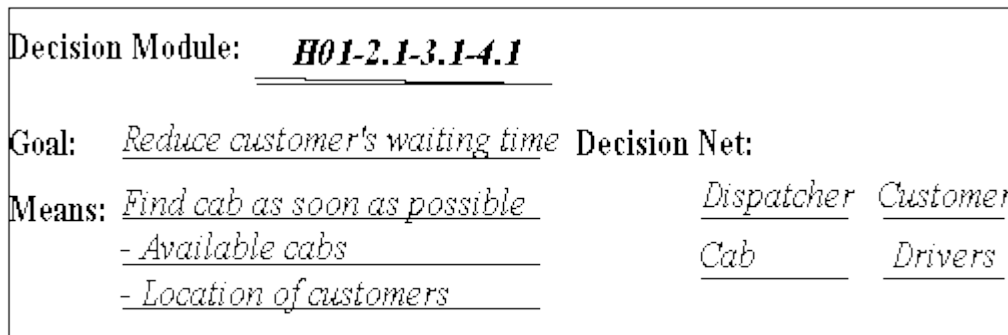 Decision Module: H01-2.1-3.1-4.1
Goal: Reduce customer's waiting time Decision Net:
Means: Find cab as soon as possible Dispatcher Customer
- Available cabs Cab Drivers
- Location of customers